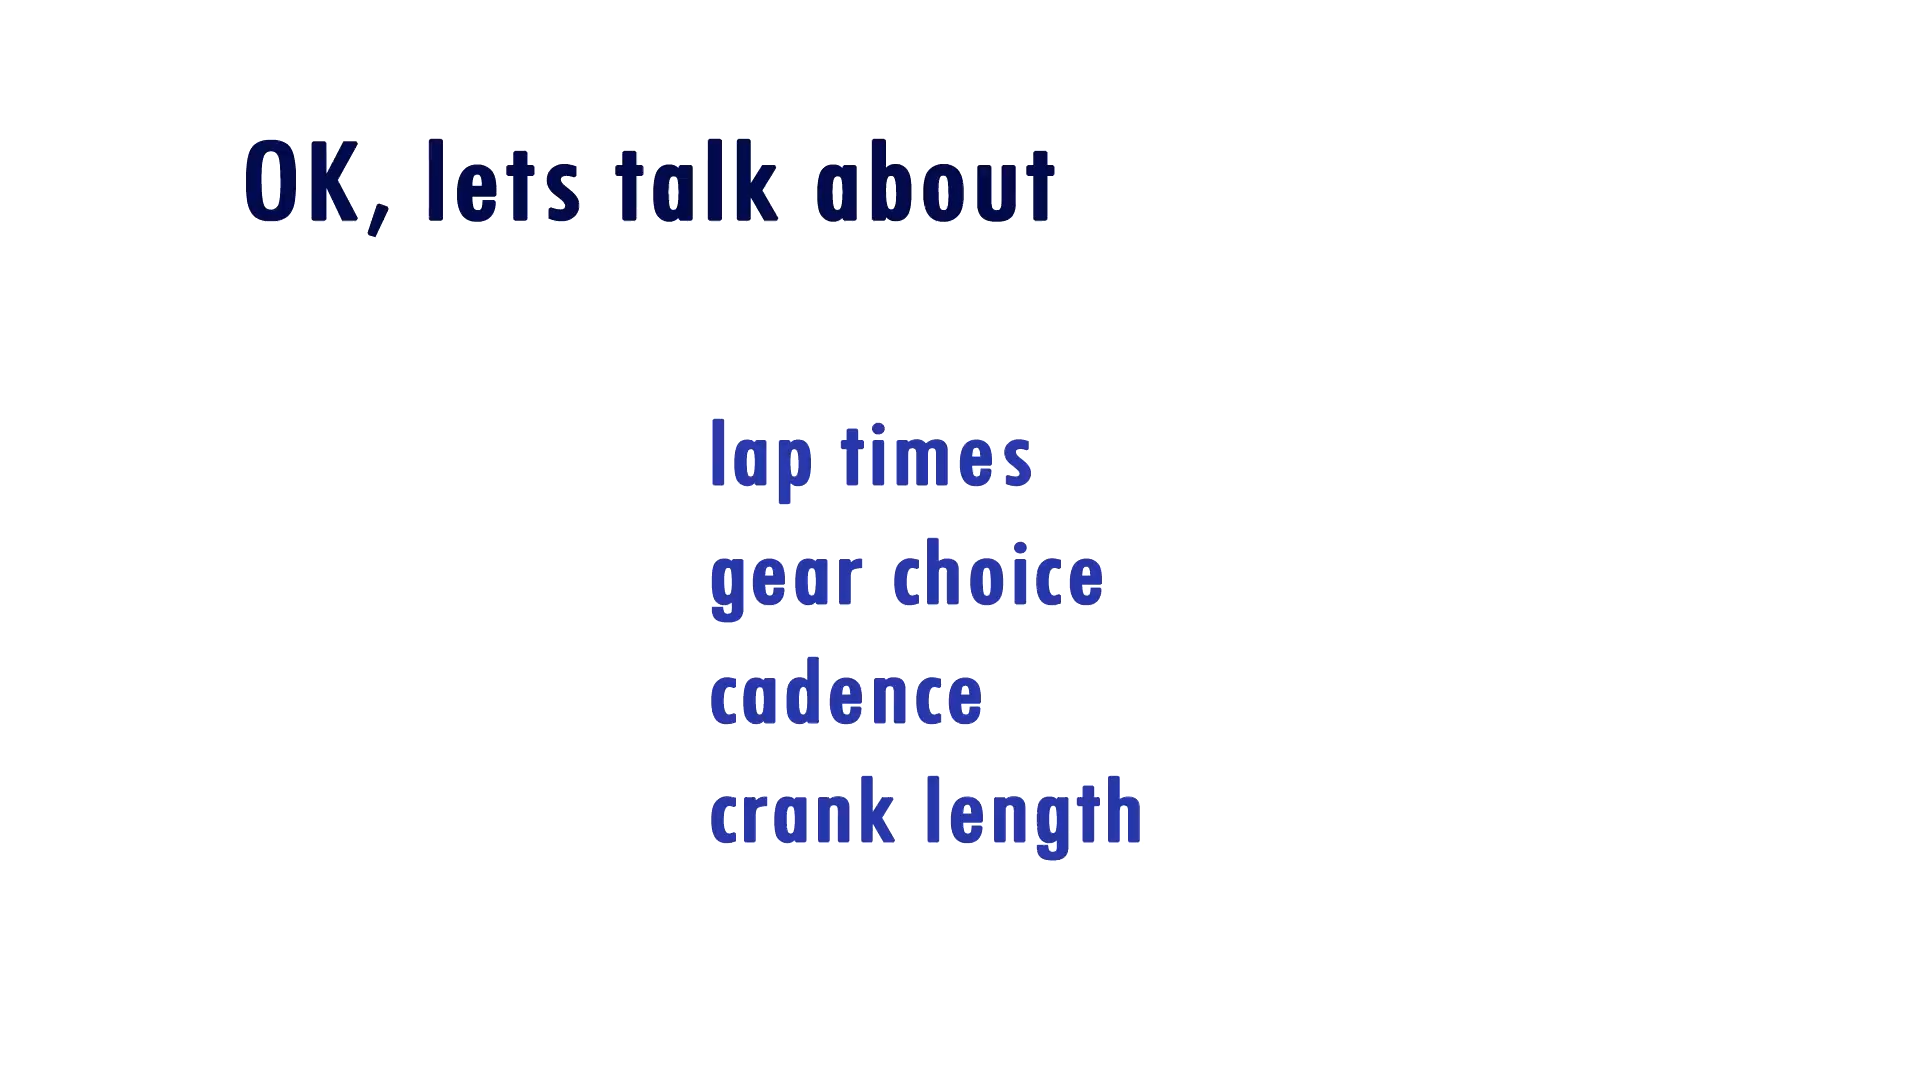 OK, lets talk about
lap times
gear choice
cadence
crank length